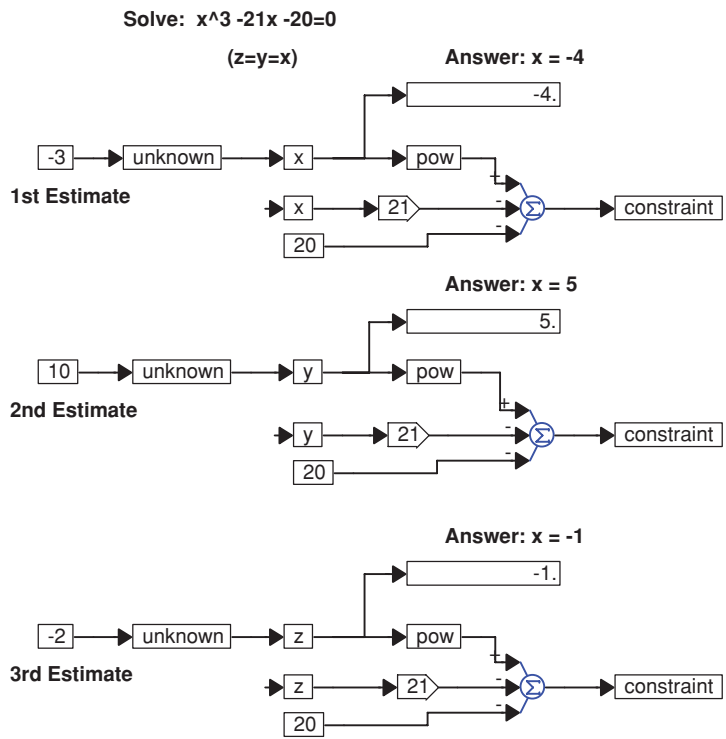 Solve: x^3 -21x -20=0
(z=y=x)
Answer: x = -4
-4.
-3 unknown x pow
+
1st Estimate
x 21 - Σ constraint
20 -
Answer: x = 5
5.
10 unknown y pow
+
2nd Estimate
y 21 - Σ constraint
20 -
Answer: x = -1
-1.
-2 unknown z pow
+
3rd Estimate
z 21 - Σ constraint
20 -